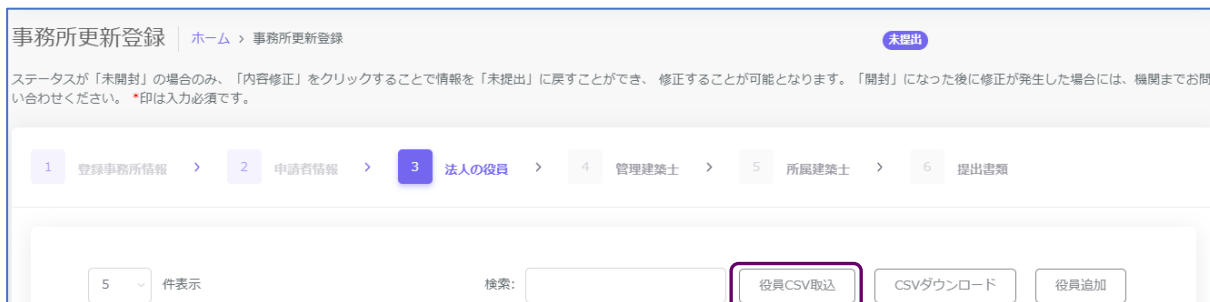 事務所更新登録 ホーム > 事務所更新登録 未提出
ステータスが「未開封」の場合のみ、「内容修正」をクリックすることで情報を「未提出」に戻すことができ、 修正することが可能となります。「開封」になった後に修正が発生した場合には、機関までお問
い合わせください。 *印は入力必須です。
1 登録事務所情報 > 2 申請者情報 > 3 法人の役員 > 4 管理建築士 > 5 所属建築士 > 6 提出書類
5 件表示 検索: 役員CSV取込 CSVダウンロード 役員追加